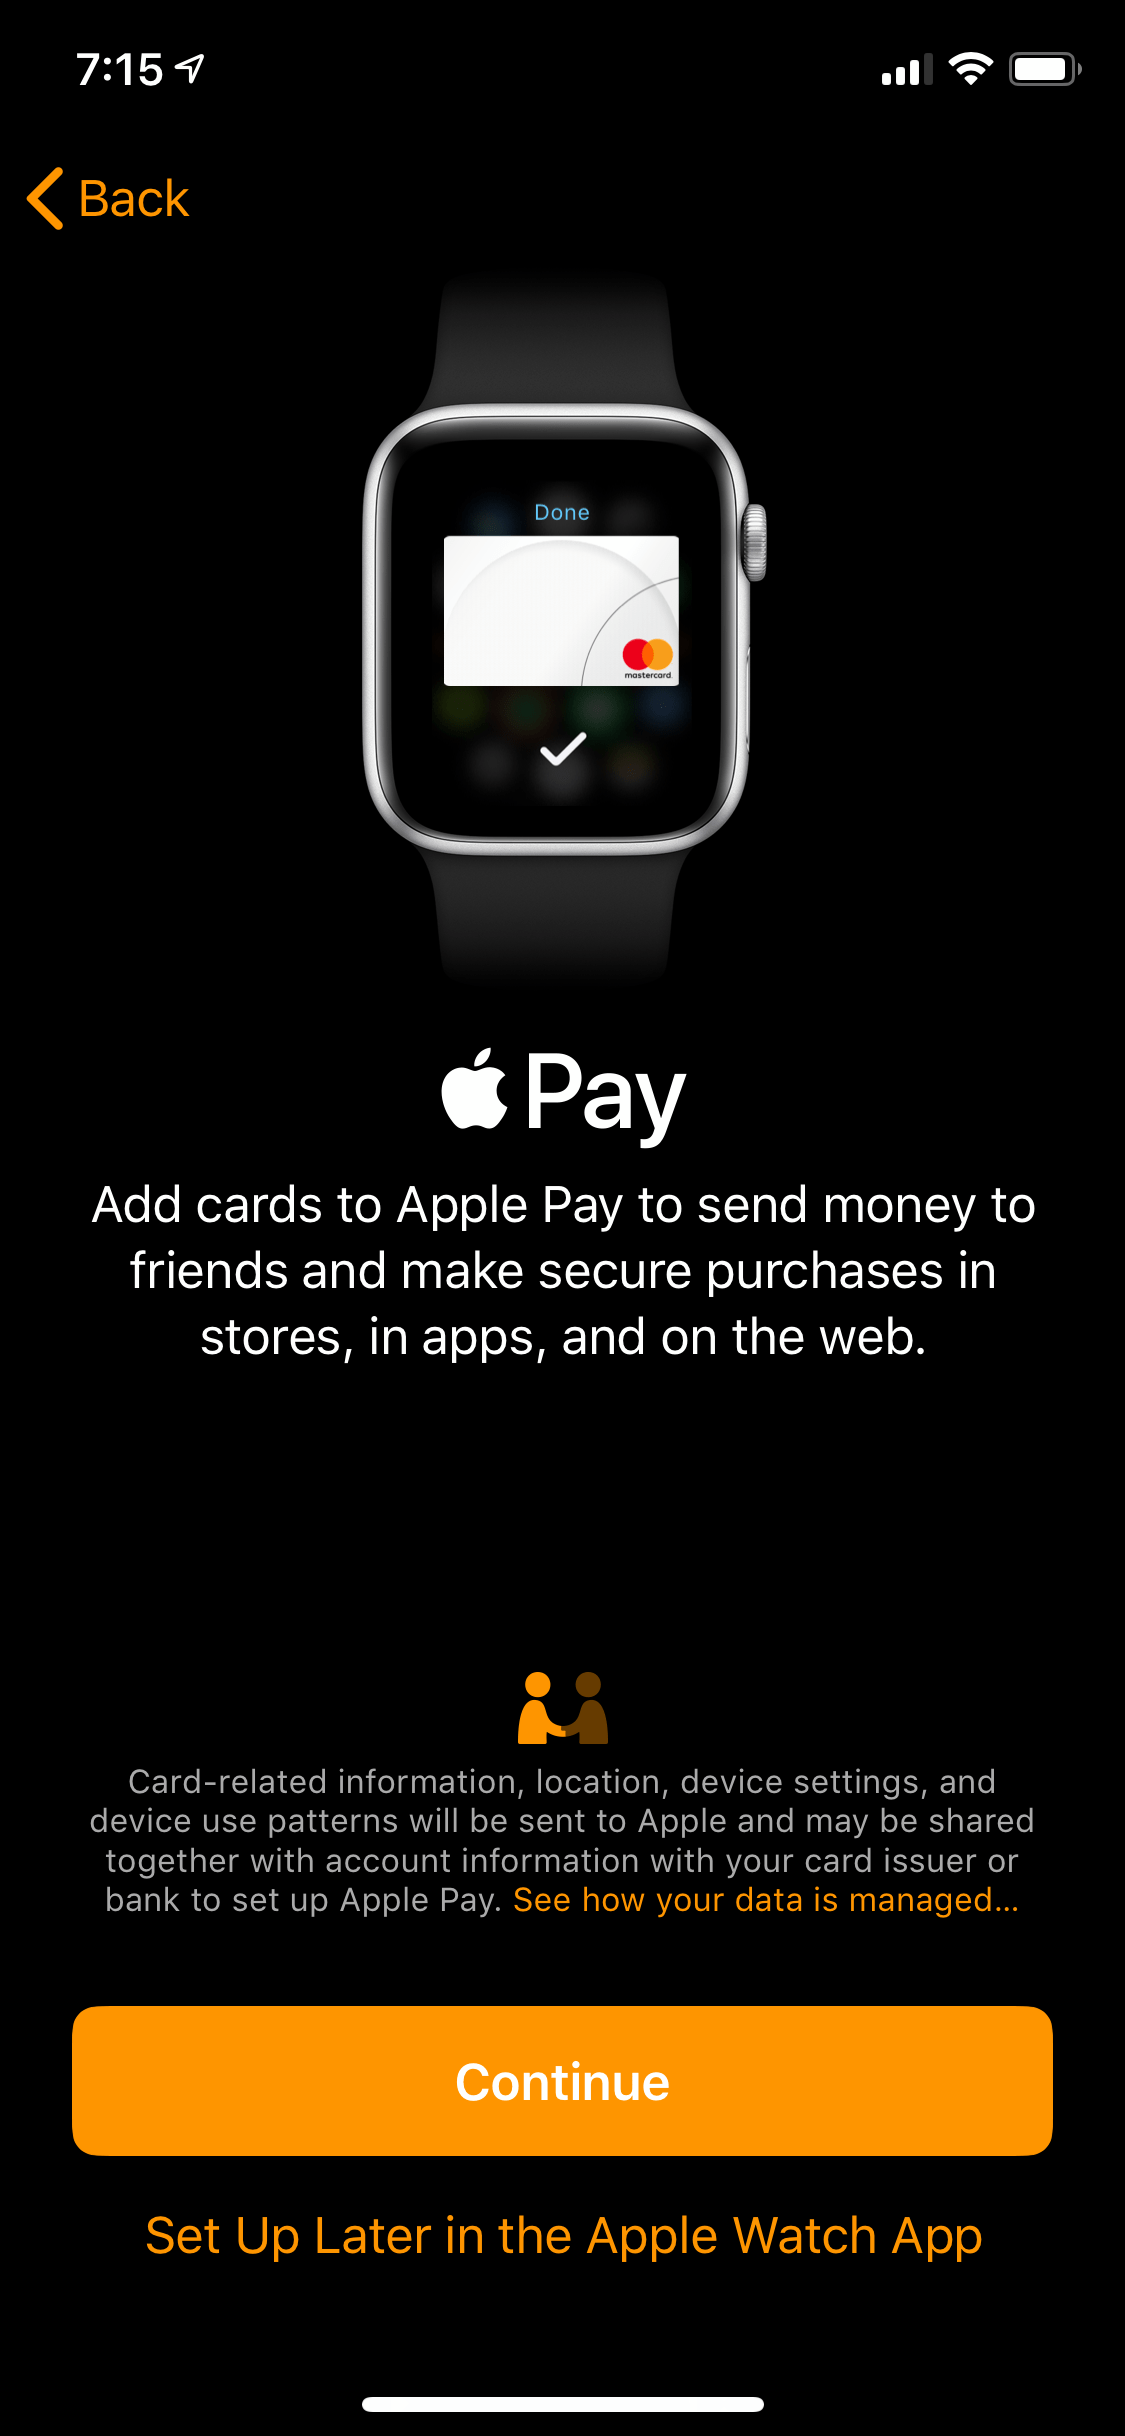 7:15
Back
Done
mastercard.
Pay
Add cards to Apple Pay to send money to
friends and make secure purchases in
stores, in apps, and on the web.
Card-related information, location, device settings, and
device use patterns will be sent to Apple and may be shared
together with account information with your card issuer or
bank to set up Apple Pay. See how your data is managed...
Continue
Set Up Later in the Apple Watch App